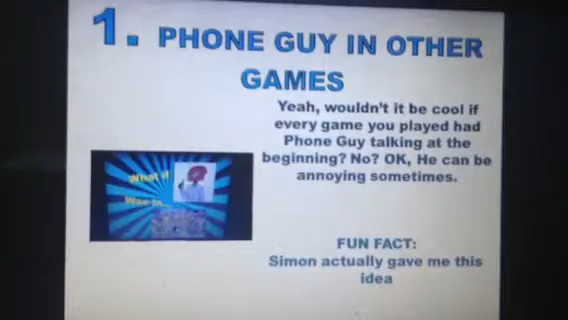 1. PHONE GUY IN OTHER
GAMES
Yeah, wouldn't it be cool if
every game you played had
Phone Guy talking at the
beginning? No? OK, He can be
annoying sometimes.
What if
Was in...
FUN FACT:
Simon actually gave me this
idea